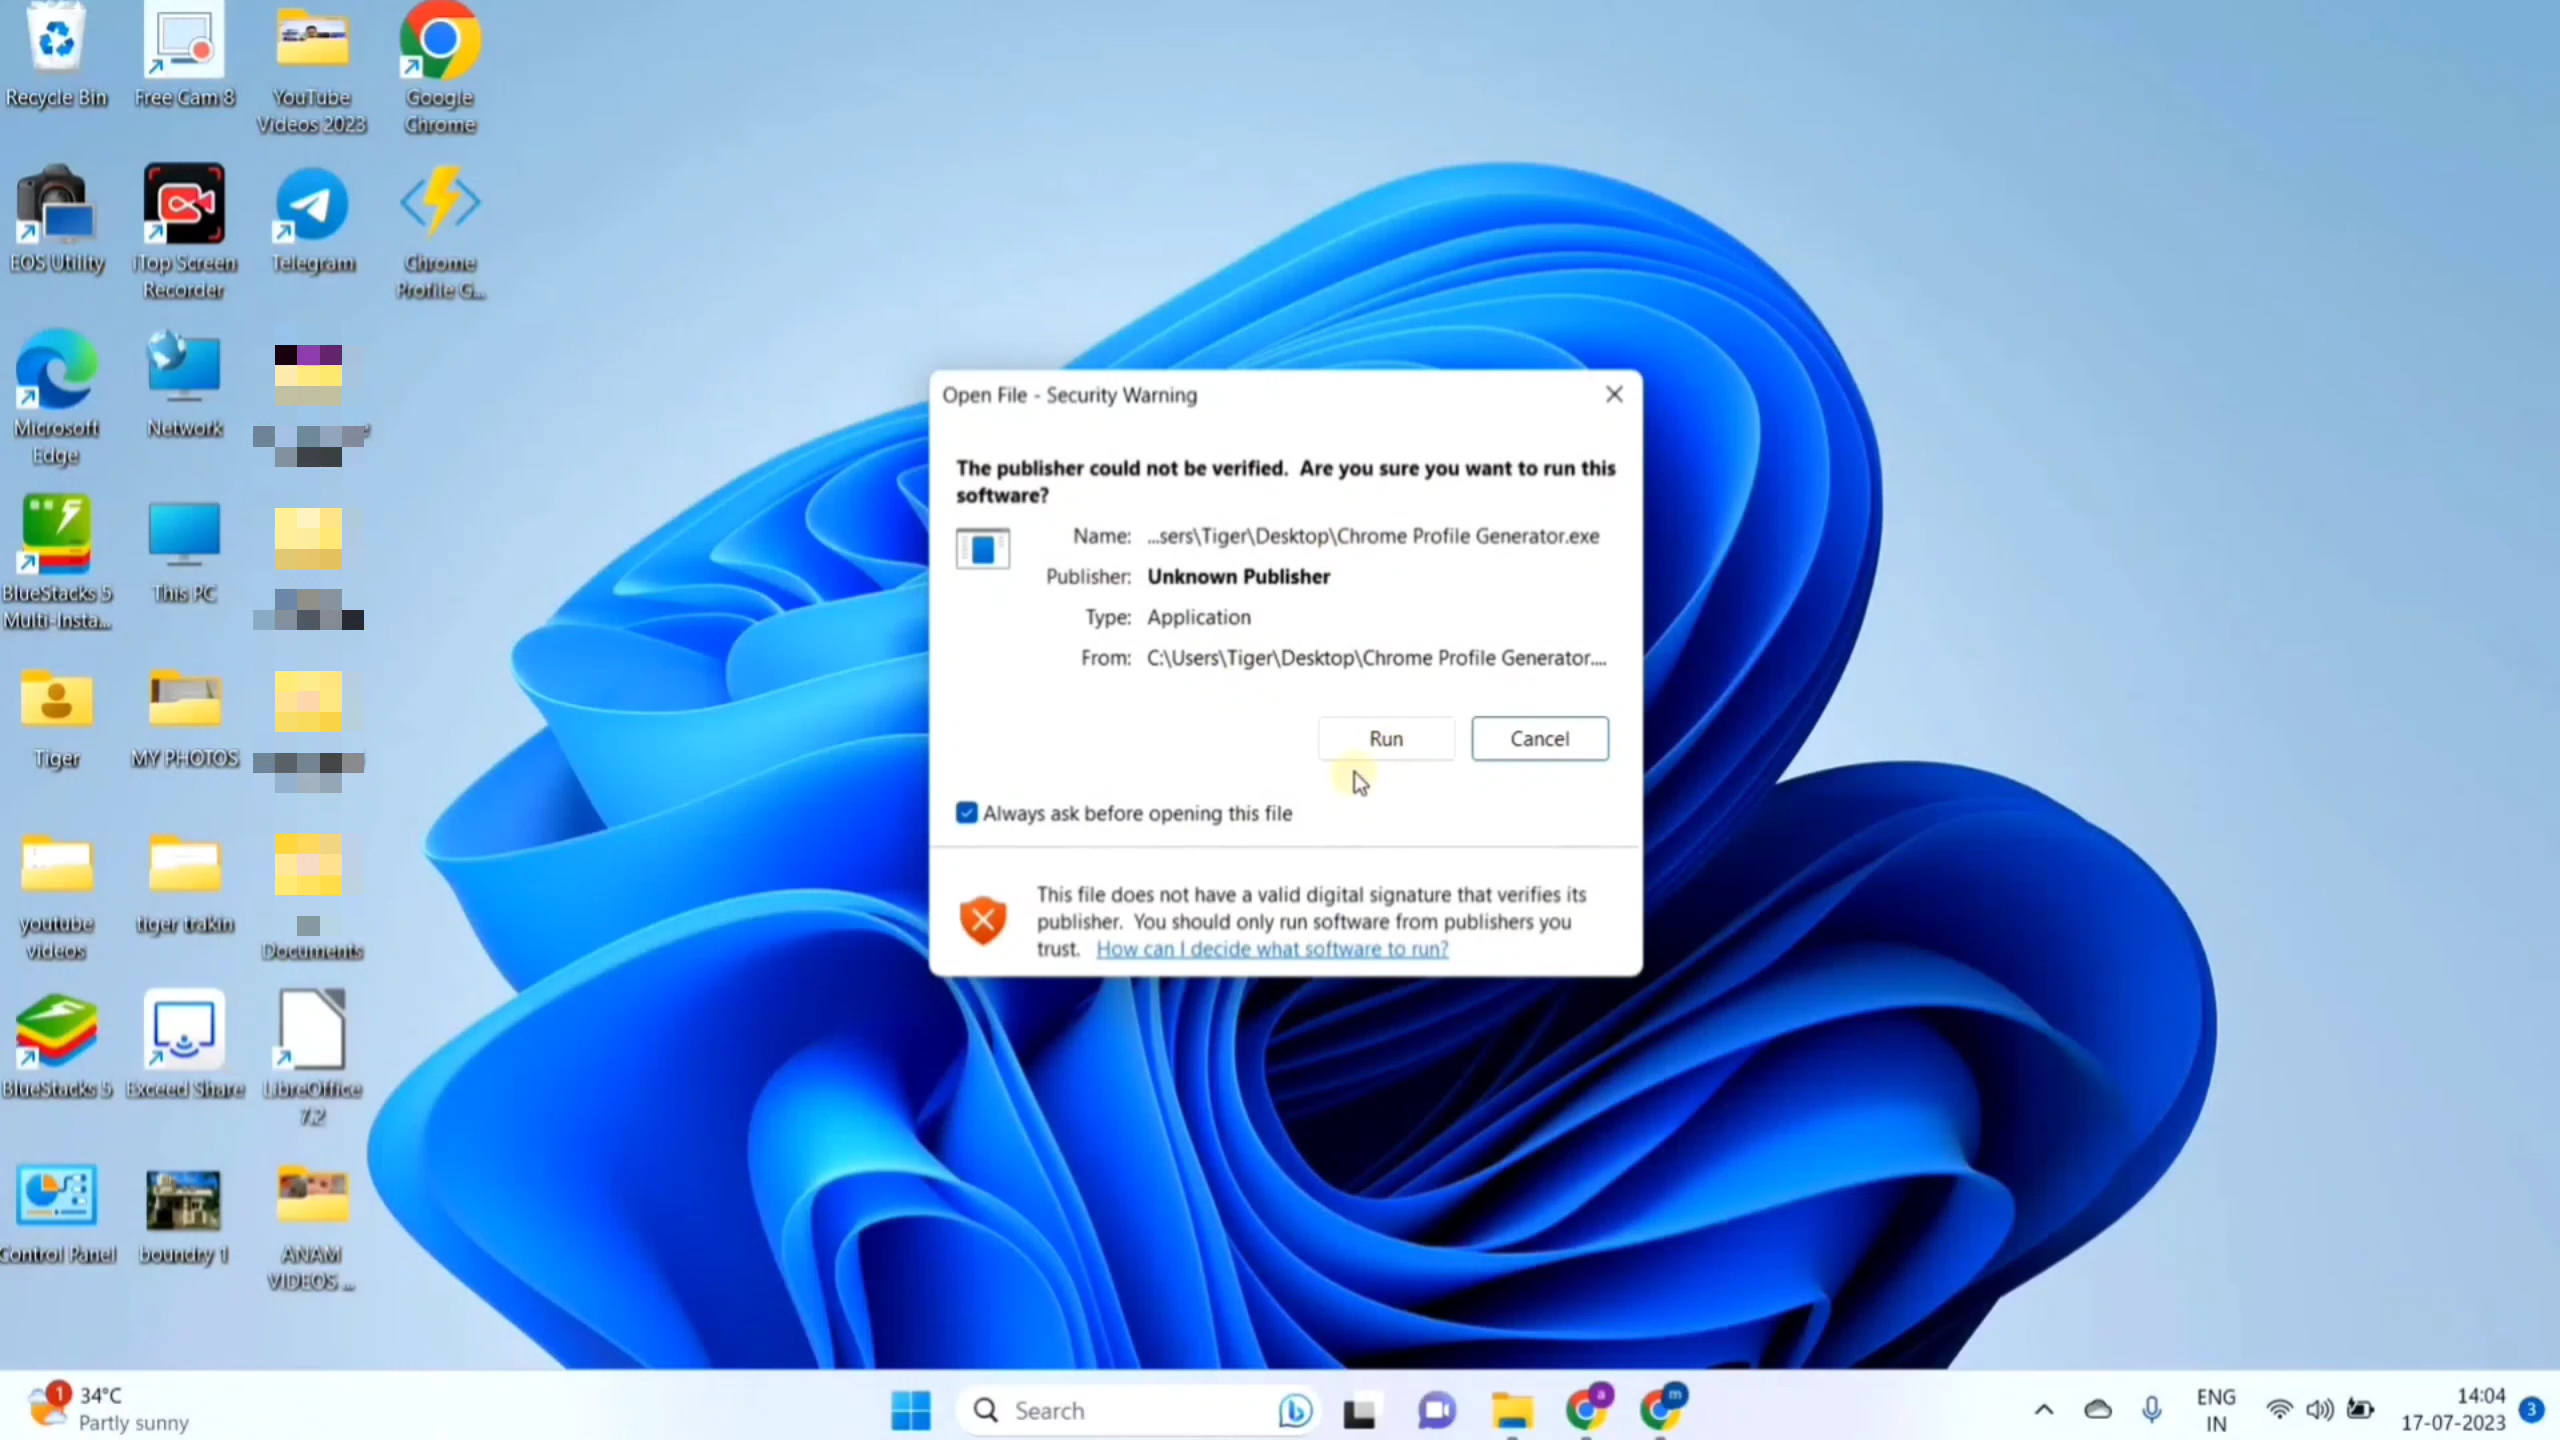 Recycle Bin
Free Cam 8
YouTube
Videos 2023
Google
Chrome
EOS Utility
iTop Screen
Recorder
Telegram
Chrome
Profile G...
Microsoft
Edge
Network
BlueStacks 5
Multi-Insta...
This PC
Tiger
MY PHOTOS
youtube
videos
tiger trakin
Documents
BlueStacks 5
Exceed Share
LibreOffice
7.2
Control Panel
boundry 1
ANAM
VIDEOS ...
Open File - Security Warning
The publisher could not be verified. Are you sure you want to run this
software?
Name: ...sers\Tiger\Desktop\Chrome Profile Generator.exe
Publisher: Unknown Publisher
Type: Application
From: C:\Users\Tiger\Desktop\Chrome Profile Generator....
Run
Cancel
Always ask before opening this file
This file does not have a valid digital signature that verifies its
publisher. You should only run software from publishers you
trust. How can I decide what software to run?
1
34°C
Partly sunny
Search
a
m
ENG
IN
14:04
17-07-2023
3